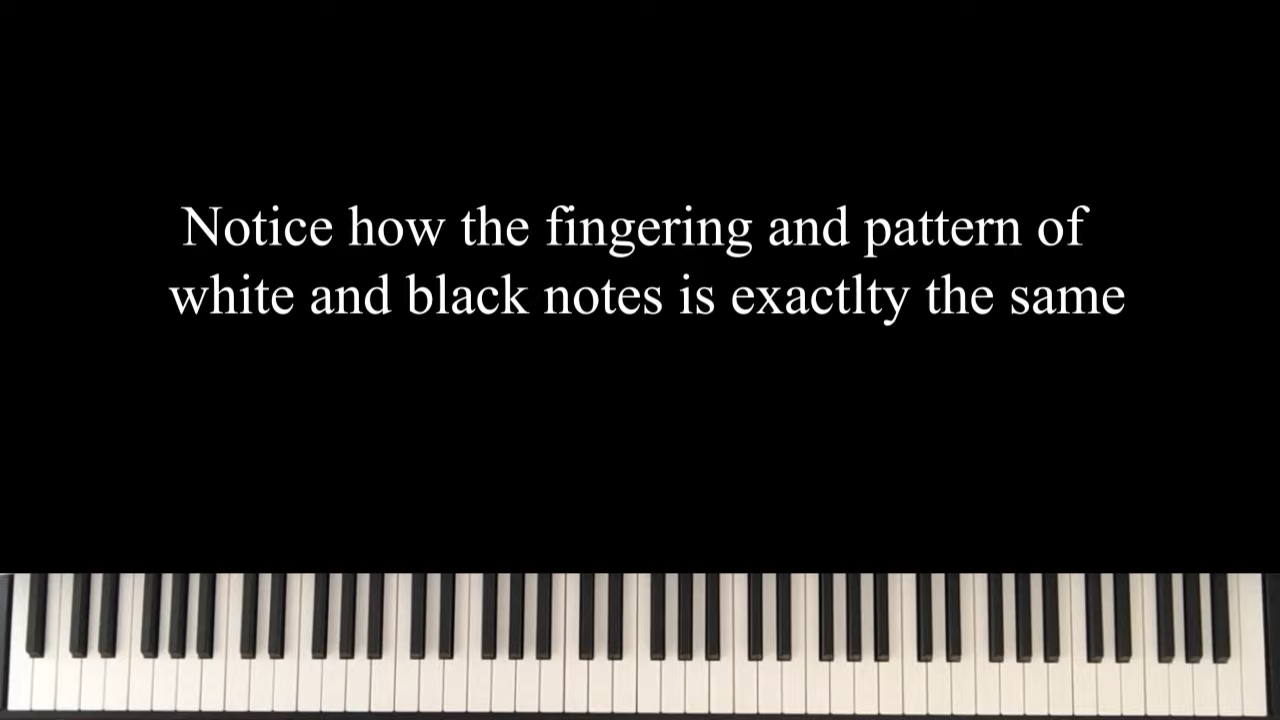 Notice how the fingering and pattern of
white and black notes is exactlty the same